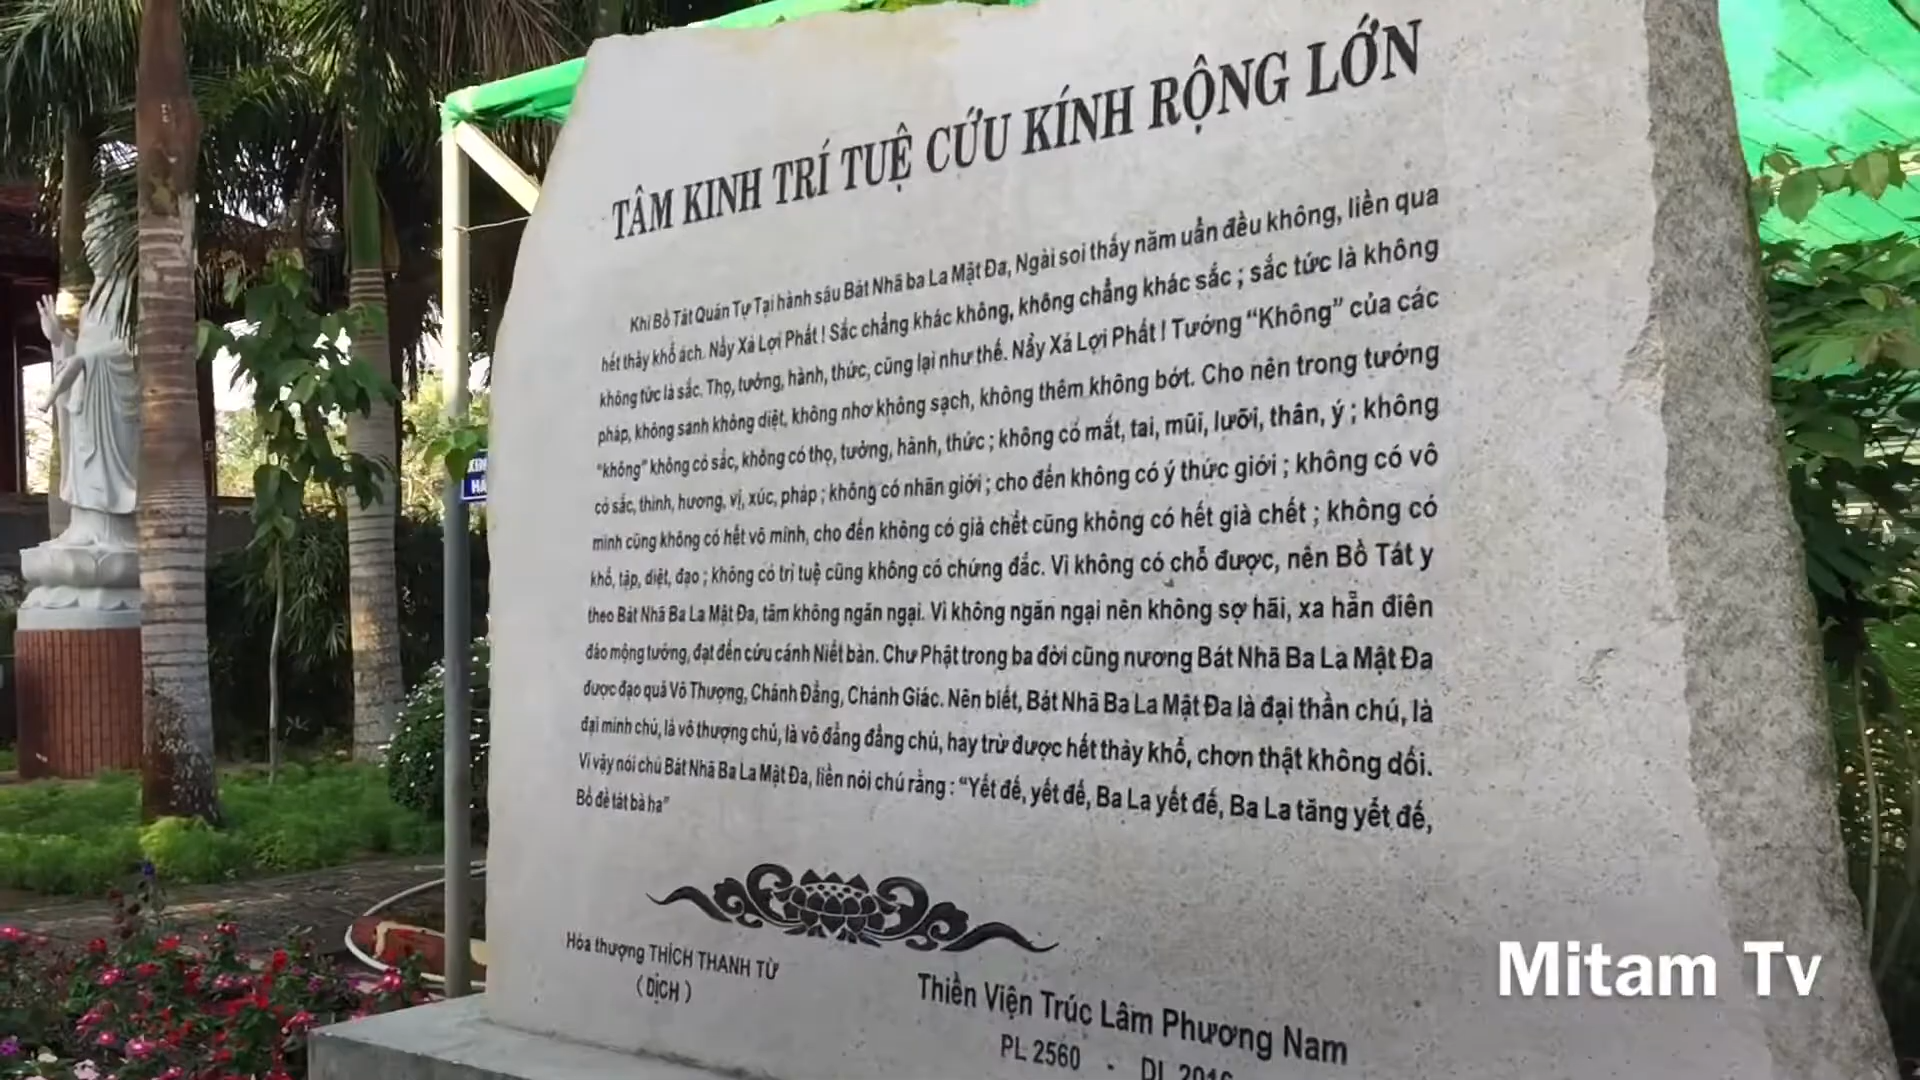 TÂM KINH TRÍ TUỆ CỨU KÍNH RỘNG LỚN
Khi Bồ Tát Quán Tự Tại hành sâu Bát Nhã ba La Mật Đa, Ngài soi thấy năm uẩn đều không, liền qua
hết thảy khổ ách. Nầy Xá Lợi Phất ! Sắc chẳng khác không, không chẳng khác sắc ; sắc tức là không
không tức là sắc. Thọ, tưởng, hành, thức, cũng lại như thế. Nầy Xá Lợi Phất ! Tướng “Không” của các
pháp, không sanh không diệt, không nhơ không sạch, không thêm không bớt. Cho nên trong tướng
“không” không có sắc, không có thọ, tưởng, hành, thức ; không có mắt, tai, mũi, lưỡi, thân, ý ; không
có sắc, thinh, hương, vị, xúc, pháp ; không có nhãn giới ; cho đến không có ý thức giới ; không có vô
minh cũng không có hết vô minh, cho đến không có già chết cũng không có hết già chết ; không có
khổ, tập, diệt, đạo ; không có trí tuệ cũng không có chứng đắc. Vì không có chỗ được, nên Bồ Tát y
theo Bát Nhã Ba La Mật Đa, tâm không ngăn ngại. Vì không ngăn ngại nên không sợ hãi, xa hẵn điên
đảo mộng tưởng, đạt đến cứu cánh Niết bàn. Chư Phật trong ba đời cũng nương Bát Nhã Ba La Mật Đa
được đạo quả Vô Thượng, Chánh Đẳng, Chánh Giác. Nên biết, Bát Nhã Ba La Mật Đa là đại thần chú, là
đại minh chú, là vô thượng chú, là vô đẳng đẳng chú, hay trừ được hết thảy khổ, chơn thật không dối.
Vì vậy nói chú Bát Nhã Ba La Mật Đa, liền nói chú rằng : “Yết đế, yết đế, Ba La yết đế, Ba La tăng yết đế,
Bồ đề tát bà ha”
Hòa thượng THÍCH THANH TỪ
( DỊCH )
Thiền Viện Trúc Lâm Phương Nam
PL 2560 - DL 2016
Mitam Tv